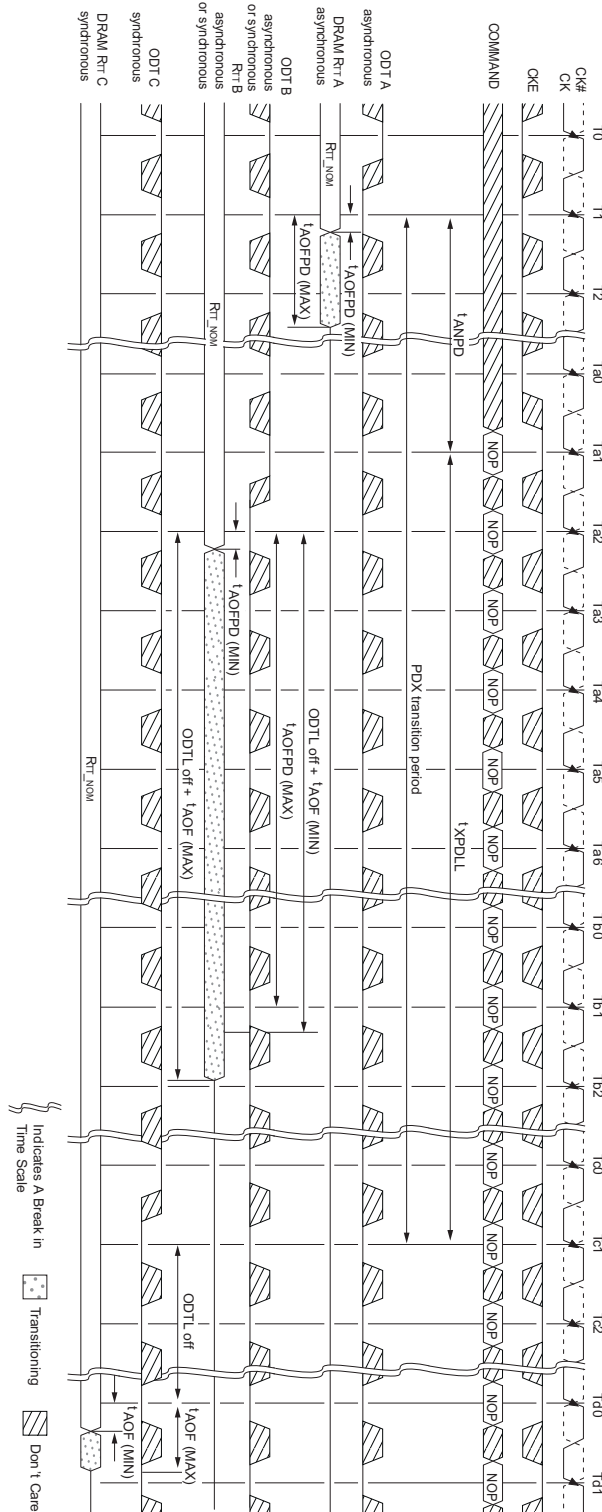 T0 T1 T2 Ta0 Ta1 Ta2 Ta3 Ta4 Ta5 Ta6 Tb0 Tb1 Tb2 Tc0 Tc1 Tc2 Td0 Td1
CK#
CK
CKE
COMMAND
NOP NOP NOP NOP NOP NOP NOP NOP NOP NOP NOP NOP NOP NOP
tANPD
tXPDLL
PDX transition period
ODT A
asynchronous
DRAM RTT A
asynchronous
RTT_NOM
tAOFPD (MIN)
tAOFPD (MAX)
ODTL off + tAOF (MIN)
tAOFPD (MAX)
ODT B
asynchronous
or synchronous
tAOFPD (MIN)
RTT B
asynchronous
or synchronous
RTT_NOM
ODTL off + tAOF (MAX)
ODTL off
tAOF (MAX)
ODT C
synchronous
tAOF (MIN)
DRAM RTT C
synchronous
RTT_NOM
Indicates A Break in
Time Scale
Transitioning
Don't Care